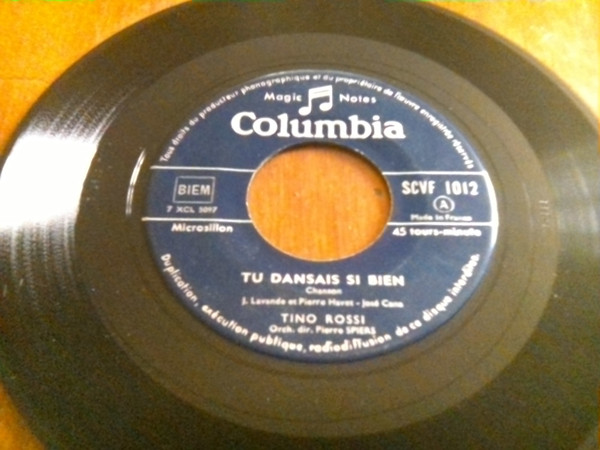 Tous droits du producteur phonographique et du propriétaire de l'œuvre enregistrée réservés
Magic Notes
Columbia
BIEM
SCVF 1012
A
7 XCL 5017
Made in France
Microsillon
45 tours-minute
TU DANSAIS SI BIEN
Chanson
J. Larande et Pierre Havet - José Cana
TINO ROSSI
Orch. dir. Pierre SPIERS
Duplication, exécution publique, radiodiffusion de ce disque interdites.